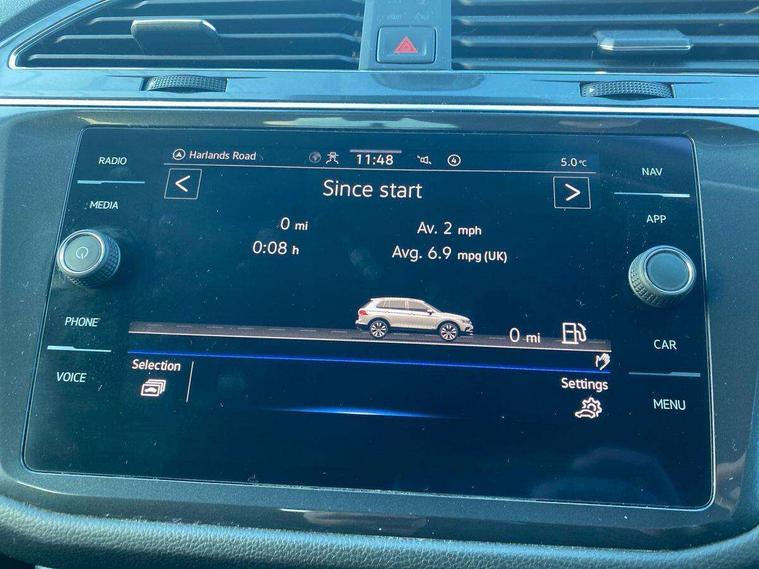 RADIO
MEDIA
PHONE
VOICE
Harlands Road
11:48
4
5.0°C
<
Since start
>
0 mi
Av. 2 mph
0:08 h
Avg. 6.9 mpg (UK)
0 mi
Selection
Settings
NAV
APP
CAR
MENU